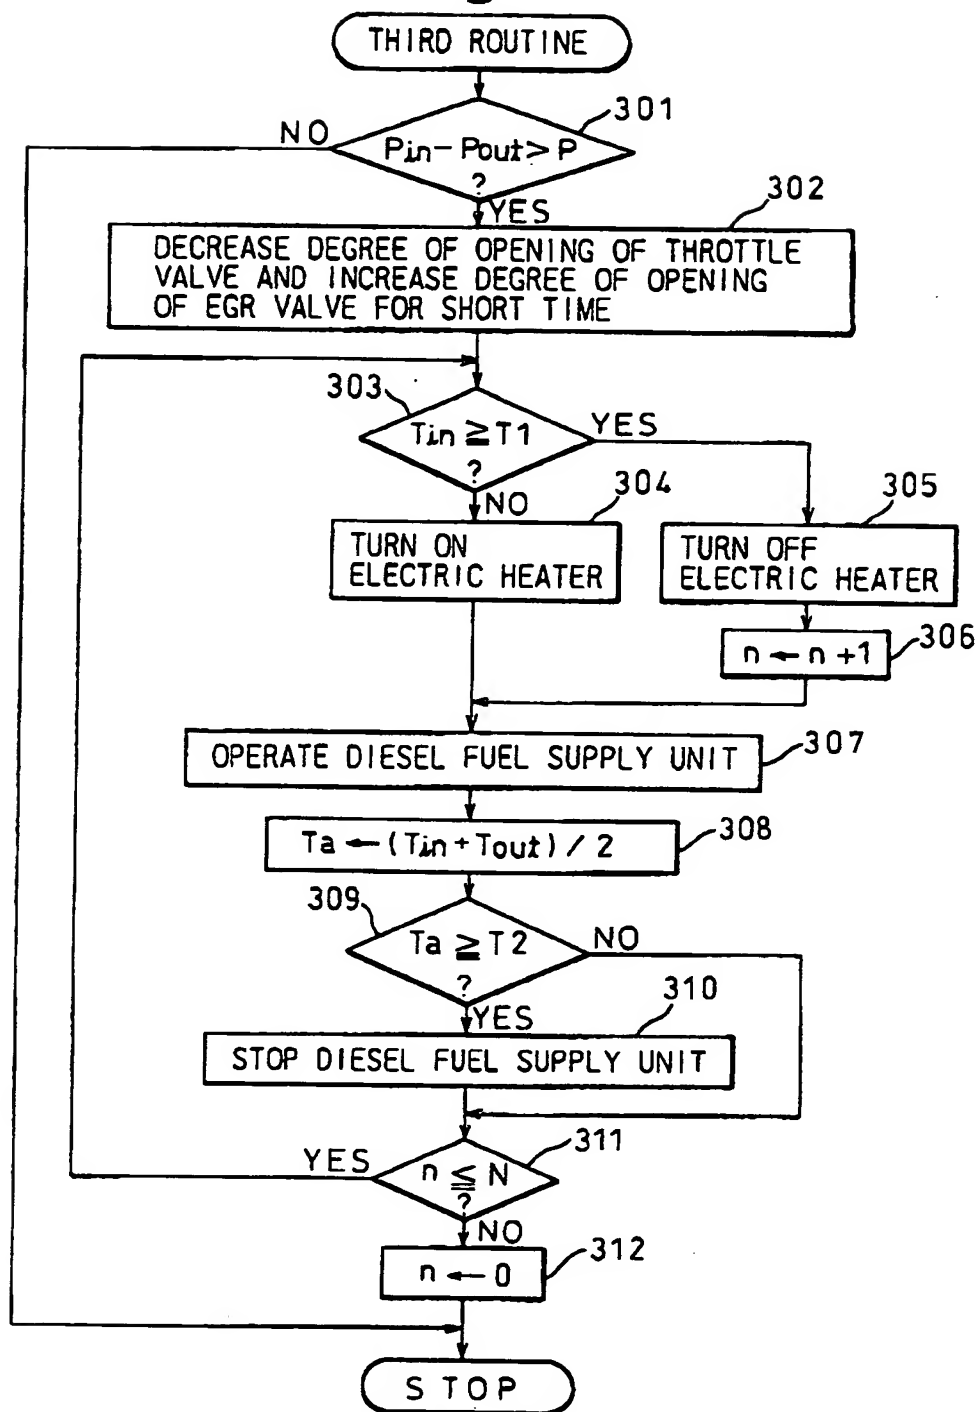 THIRD ROUTINE
301
NO
Pin-Pout>P
?
YES
302
DECREASE DEGREE OF OPENING OF THROTTLE
VALVE AND INCREASE DEGREE OF OPENING
OF EGR VALVE FOR SHORT TIME
303
Tin≧T1
?
YES
NO
304
305
TURN ON
ELECTRIC HEATER
TURN OFF
ELECTRIC HEATER
n←n+1
306
OPERATE DIESEL FUEL SUPPLY UNIT
307
Ta←(Tin+Tout)/2
308
309
Ta≧T2
?
NO
YES
310
STOP DIESEL FUEL SUPPLY UNIT
311
YES
n≦N
?
NO
312
n←0
STOP